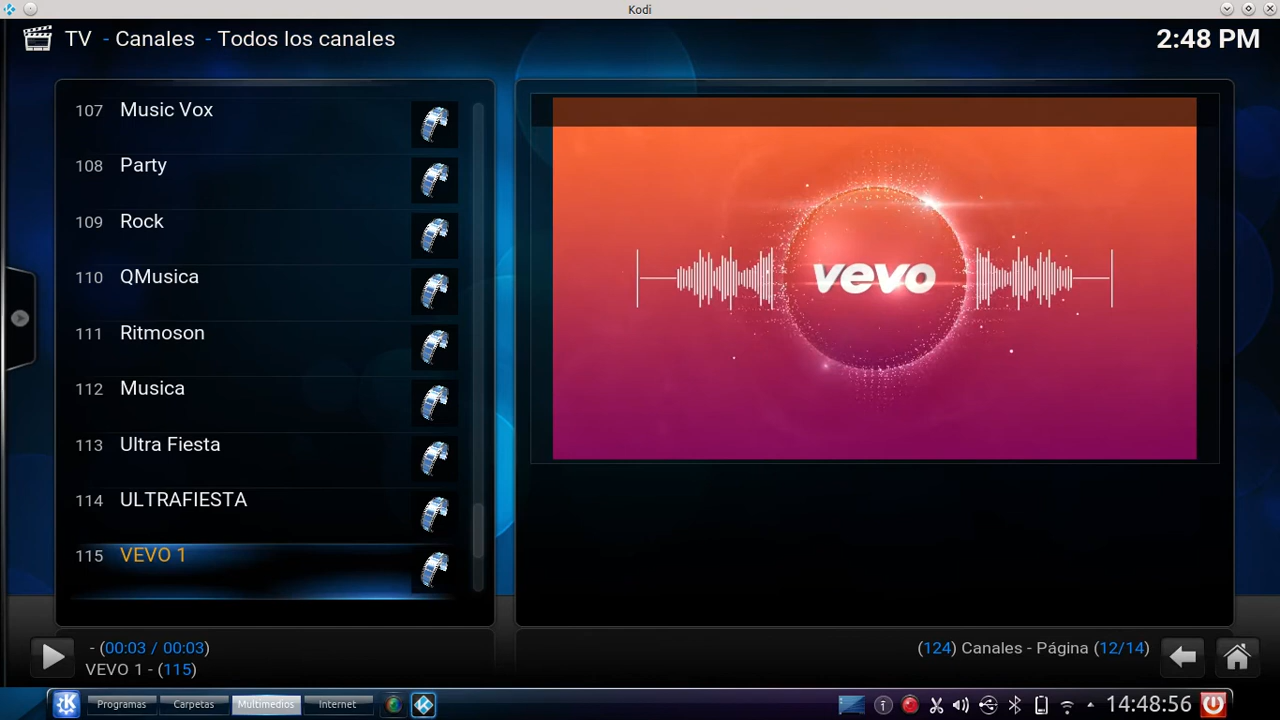 Kodi
TV - Canales - Todos los canales
2:48 PM
107 Music Vox
108 Party
109 Rock
110 QMusica
111 Ritmoson
112 Musica
113 Ultra Fiesta
114 ULTRAFIESTA
115 VEVO 1
vevo
- (00:03 / 00:03)
VEVO 1 - (115)
(124) Canales - Página (12/14)
Programas Carpetas Multimedios Internet
14:48:56